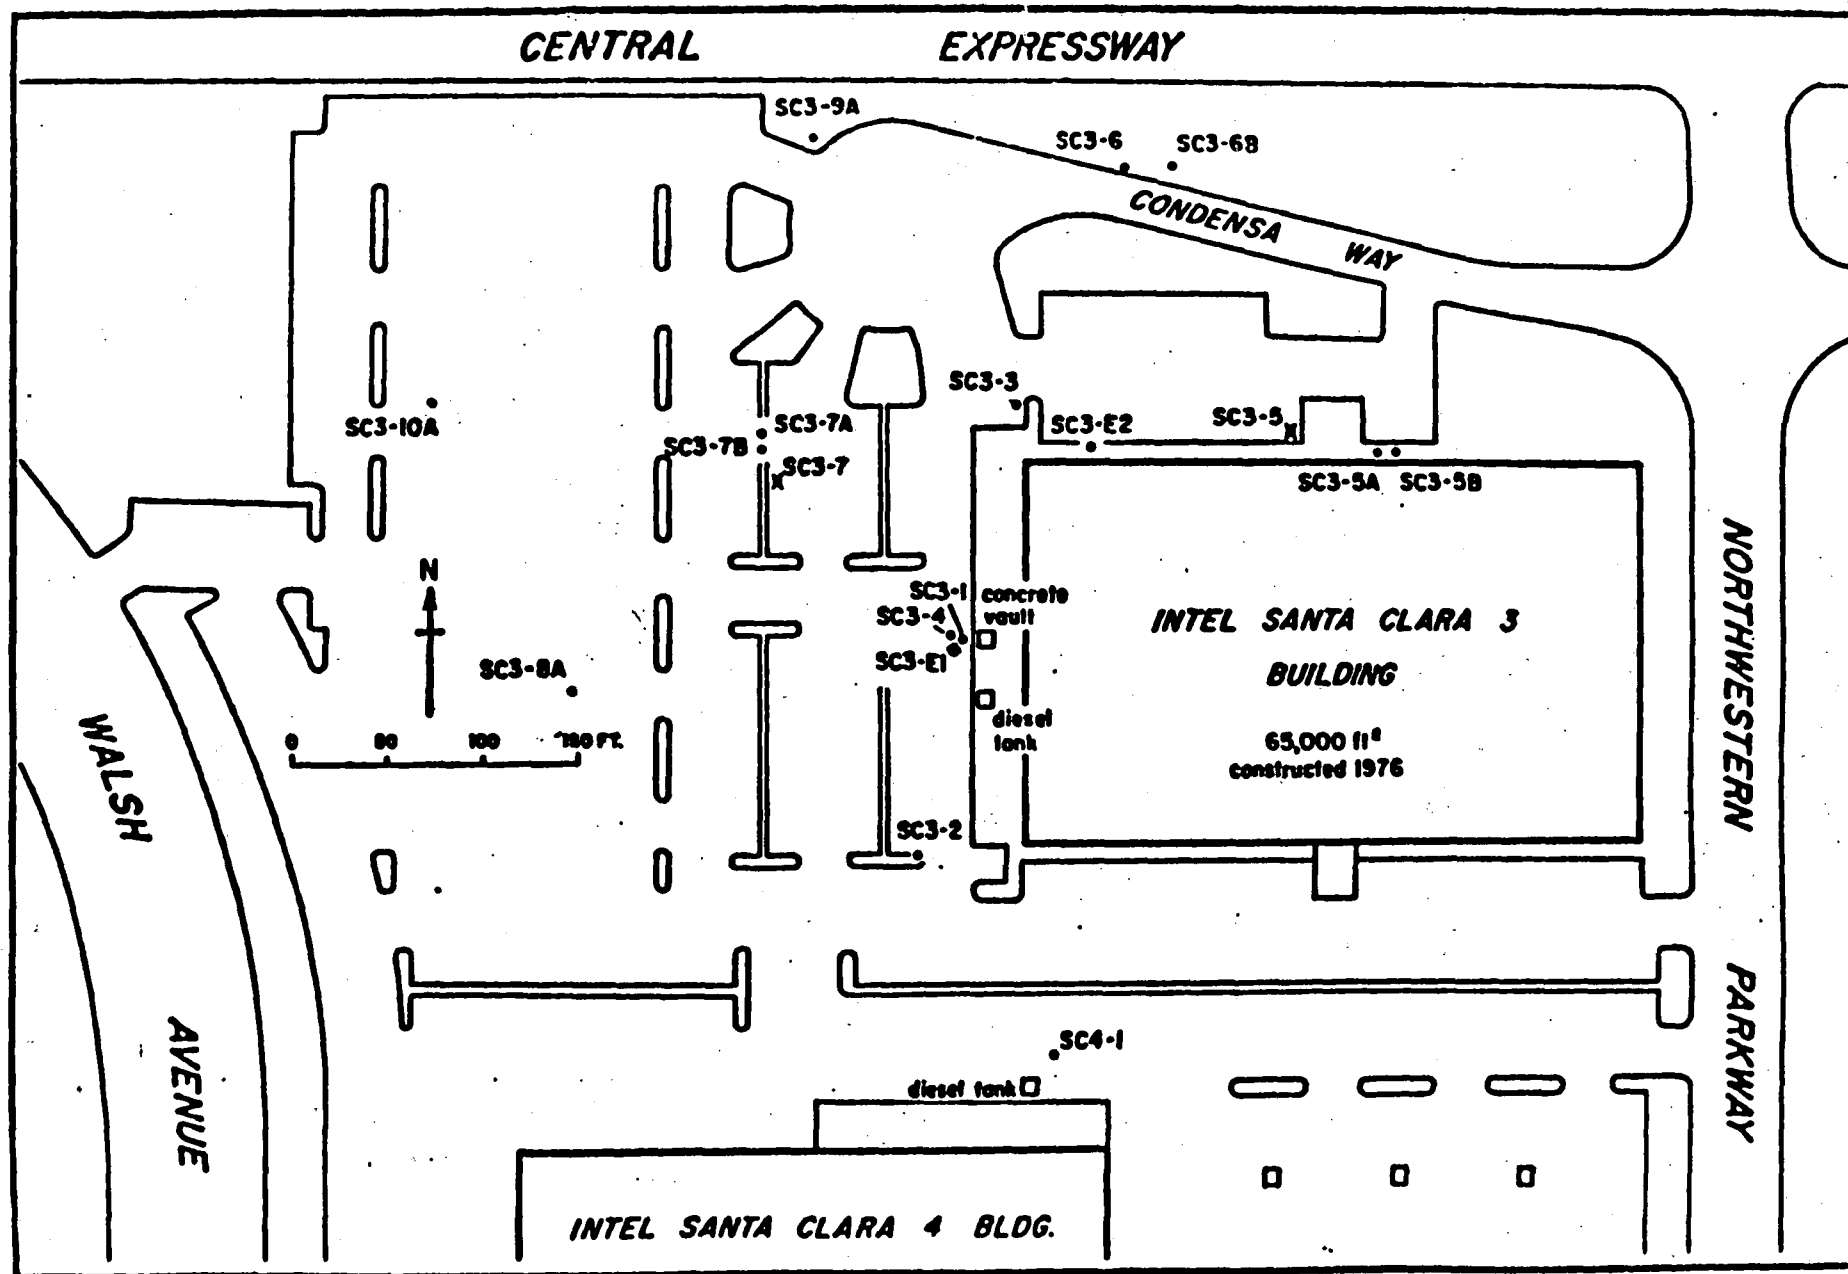 CENTRAL EXPRESSWAY
SC3-9A
SC3-6
SC3-6B
CONDENSA WAY
SC3-3
SC3-10A
SC3-7A
SC3-7B
SC3-7
SC3-E2
SC3-5
SC3-5A SC3-5B
N
SC3-1
concrete
vault
SC3-4
SC3-E1
SC3-8A
diesel
tank
INTEL SANTA CLARA 3
BUILDING
65,000 ft²
constructed 1976
0 50 100 150 FT.
SC3-2
WALSH
AVENUE
NORTHWESTERN
PARKWAY
SC4-1
diesel tank
INTEL SANTA CLARA 4 BLDG.